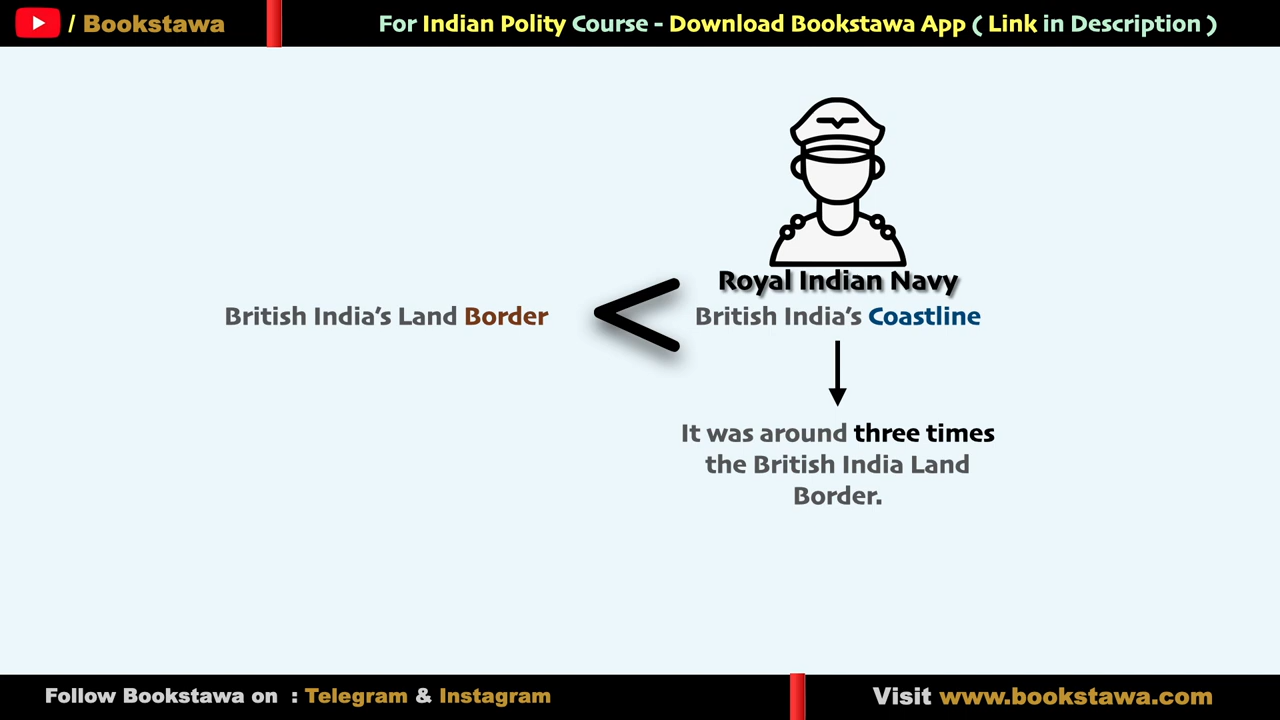 / Bookstawa
For Indian Polity Course - Download Bookstawa App ( Link in Description )
Royal Indian Navy
British India's Land Border
<
British India's Coastline
It was around three times
the British India Land
Border.
Follow Bookstawa on : Telegram & Instagram
Visit www.bookstawa.com